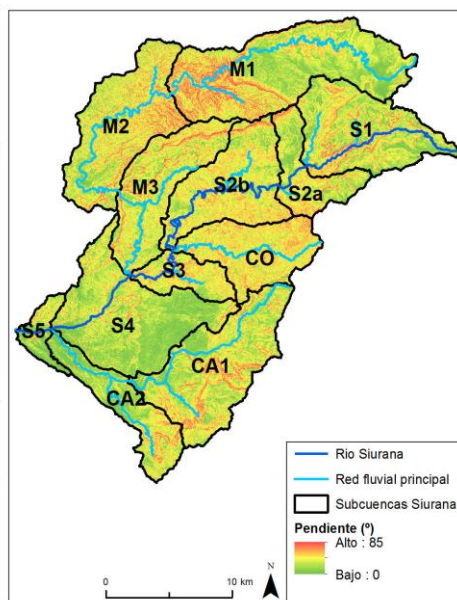 M1
M2
S1
M3
S2b
S2a
CO
S3
S4
S5
CA1
CA2
Rio Siurana
Red fluvial principal
Subcuencas Siurana
Pendiente (º)
Alto : 85
Bajo : 0
N
0 10 km